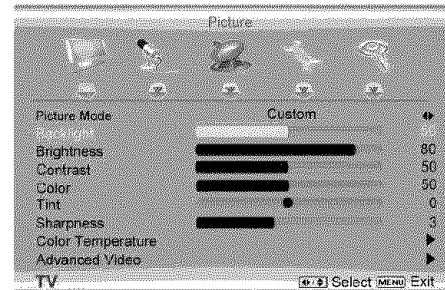 Picture
Picture Mode Custom
Backlight 50
Brightness 80
Contrast 50
Color 50
Tint 0
Sharpness 3
Color Temperature
Advanced Video
TV Select MENU Exit